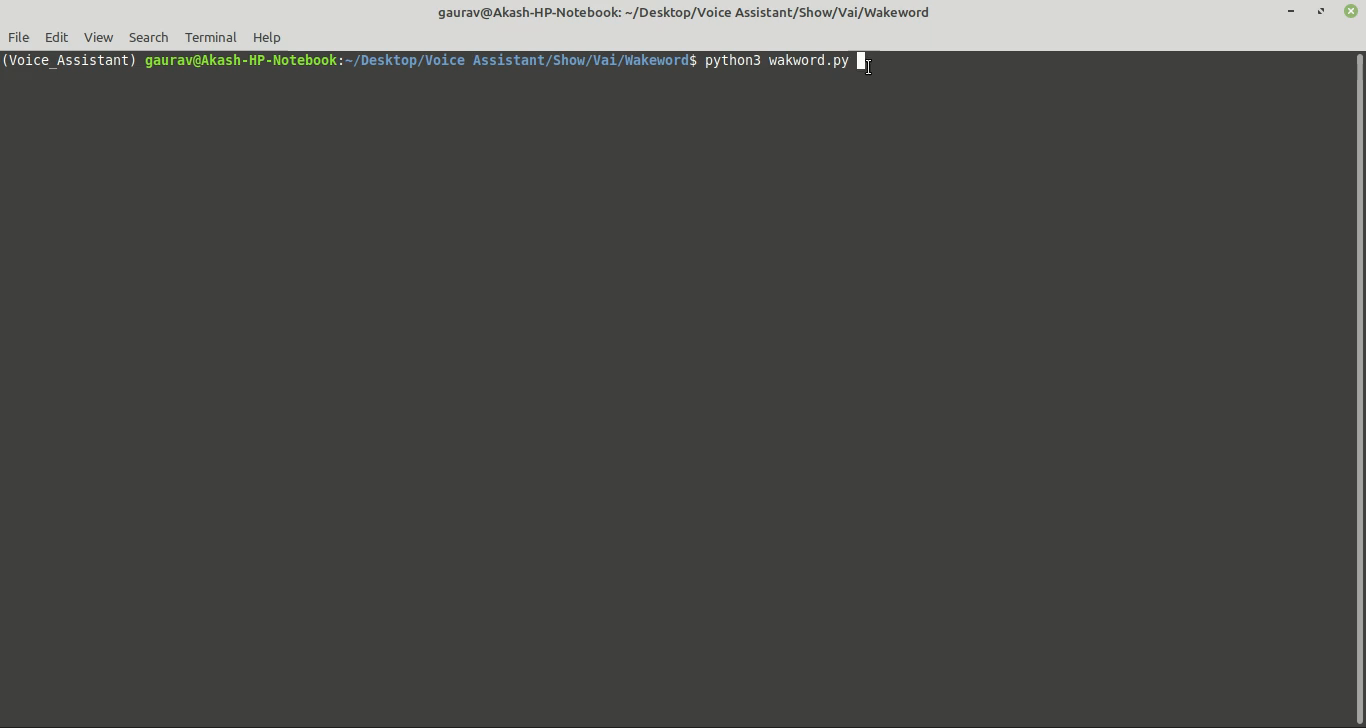 gaurav@Akash-HP-Notebook: ~/Desktop/Voice Assistant/Show/Vai/Wakeword
File Edit View Search Terminal Help
(Voice_Assistant) gaurav@Akash-HP-Notebook:~/Desktop/Voice Assistant/Show/Vai/Wakeword$ python3 wakword.py